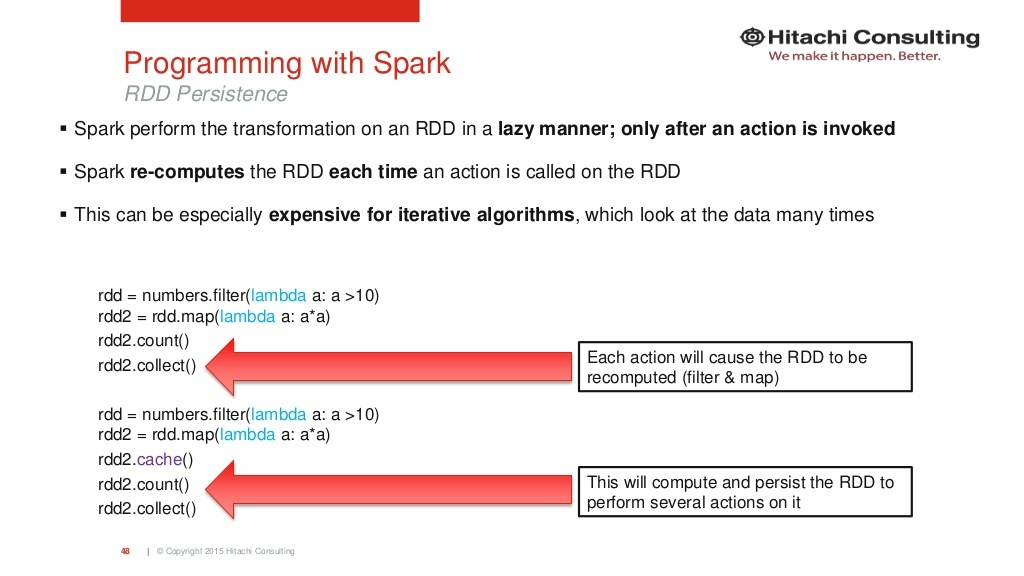 Hitachi Consulting
We make it happen. Better.
Programming with Spark
RDD Persistence
▪ Spark perform the transformation on an RDD in a lazy manner; only after an action is invoked
▪ Spark re-computes the RDD each time an action is called on the RDD
▪ This can be especially expensive for iterative algorithms, which look at the data many times
rdd = numbers.filter(lambda a: a >10)
rdd2 = rdd.map(lambda a: a*a)
rdd2.count()
rdd2.collect()
Each action will cause the RDD to be
recomputed (filter & map)
rdd = numbers.filter(lambda a: a >10)
rdd2 = rdd.map(lambda a: a*a)
rdd2.cache()
rdd2.count()
rdd2.collect()
This will compute and persist the RDD to
perform several actions on it
48 | © Copyright 2015 Hitachi Consulting